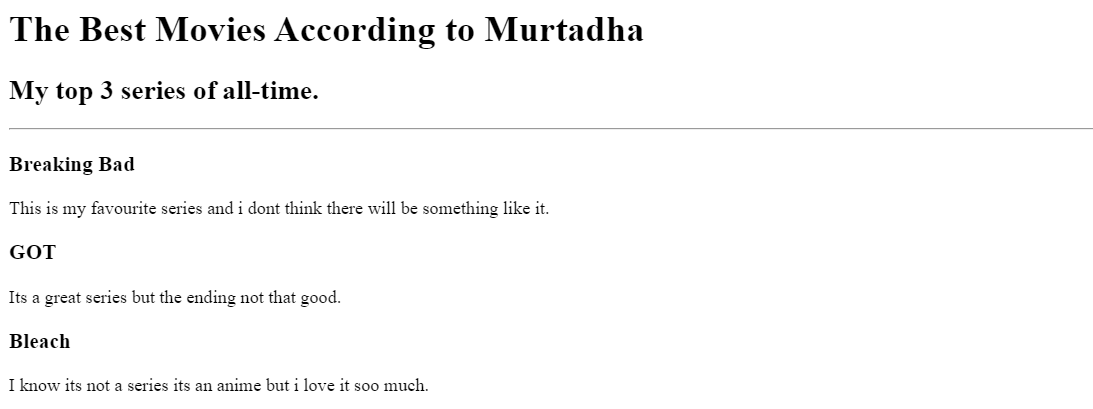 The Best Movies According to Murtadha
My top 3 series of all-time.
Breaking Bad
This is my favourite series and i dont think there will be something like it.
GOT
Its a great series but the ending not that good.
Bleach
I know its not a series its an anime but i love it soo much.